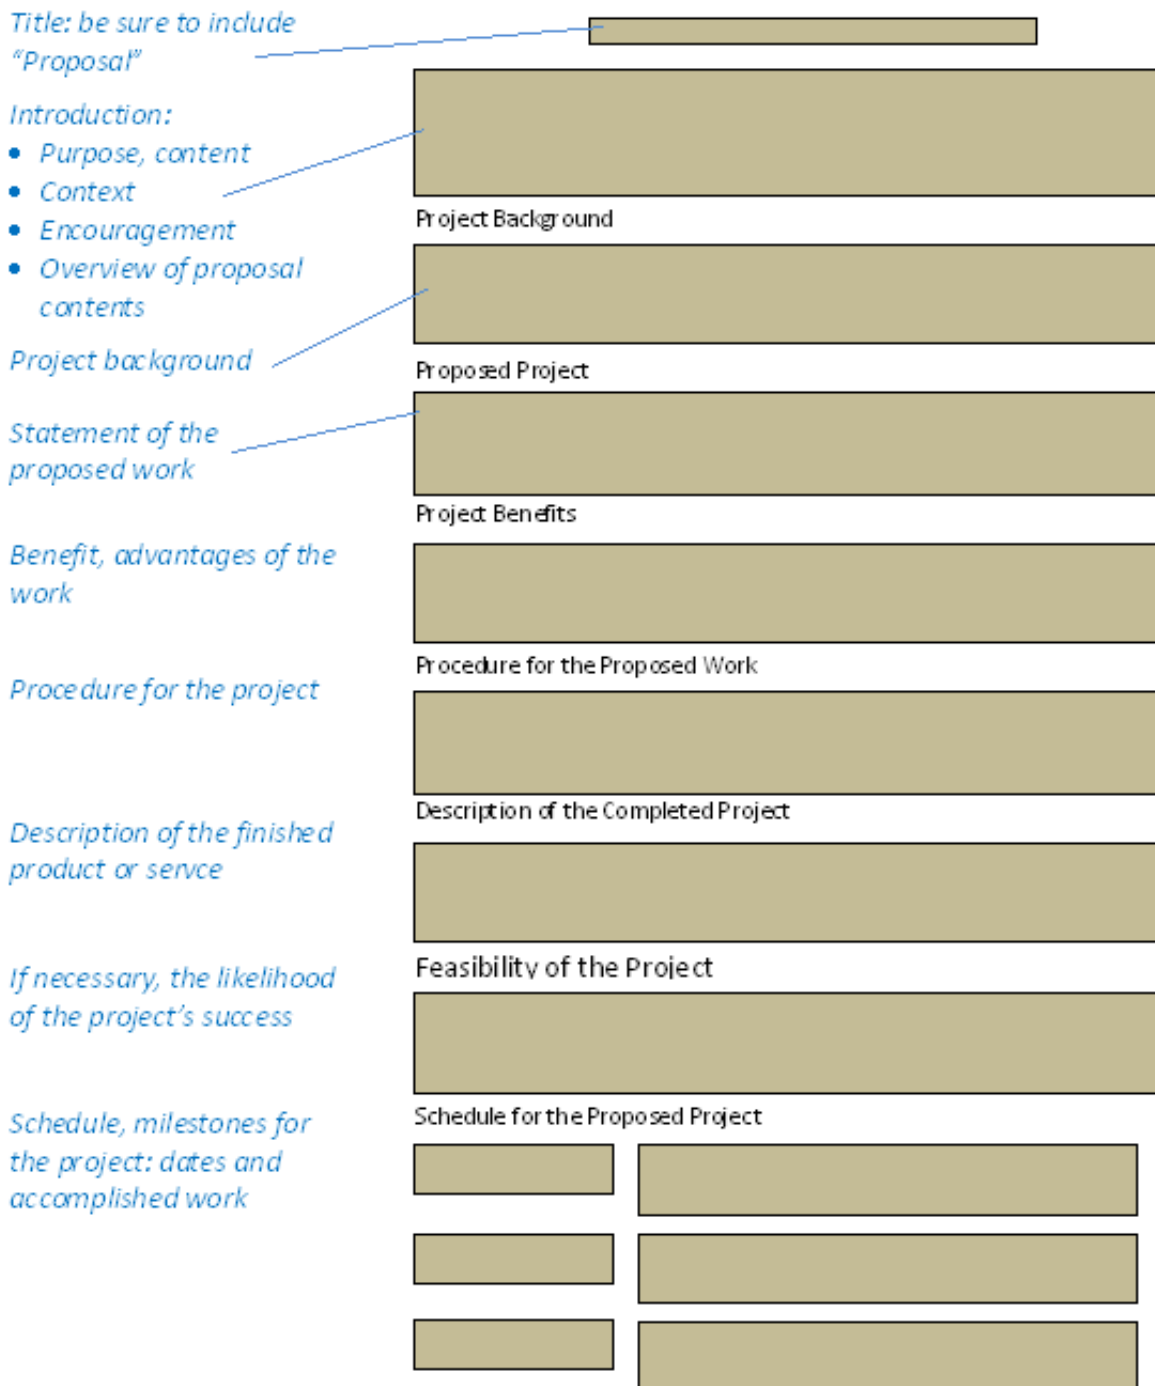 Title: be sure to include
“Proposal”
Introduction:
• Purpose, content
• Context
• Encouragement
• Overview of proposal
contents
Project Background
Project background
Proposed Project
Statement of the
proposed work
Project Benefits
Benefit, advantages of the
work
Procedure for the Proposed Work
Procedure for the project
Description of the Completed Project
Description of the finished
product or servce
Feasibility of the Project
If necessary, the likelihood
of the project’s success
Schedule for the Proposed Project
Schedule, milestones for
the project: dates and
accomplished work